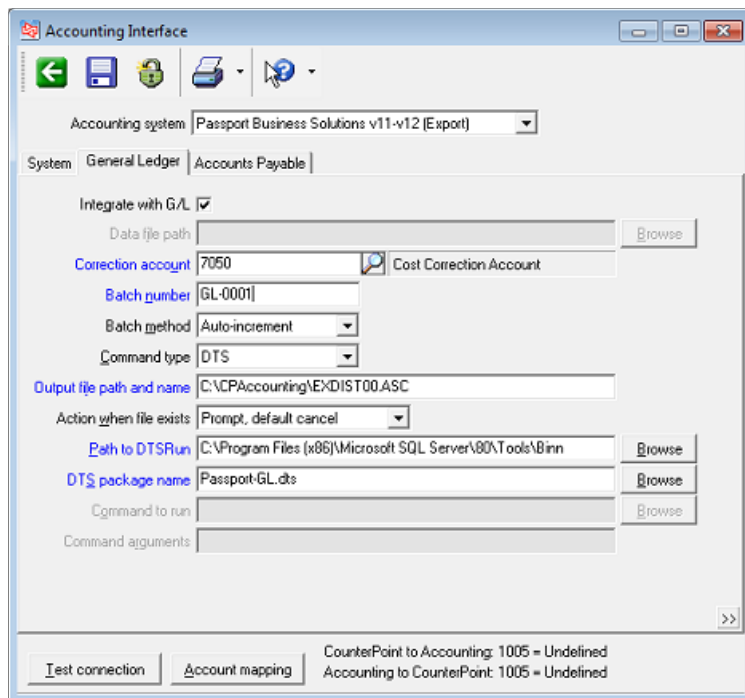 Accounting Interface
Accounting system Passport Business Solutions v11-v12 (Export)
System General Ledger Accounts Payable
Integrate with G/L
Data file path Browse
Correction account 7050 Cost Correction Account
Batch number GL-0001
Batch method Auto-increment
Command type DTS
Output file path and name C:\CPAccounting\EXDIST00.ASC
Action when file exists Prompt, default cancel
Path to DTSRun C:\Program Files (x86)\Microsoft SQL Server\80\Tools\Binn Browse
DTS package name Passport-GL.dts Browse
Command to run Browse
Command arguments
>>
Test connection Account mapping CounterPoint to Accounting: 1005 = Undefined
Accounting to CounterPoint: 1005 = Undefined